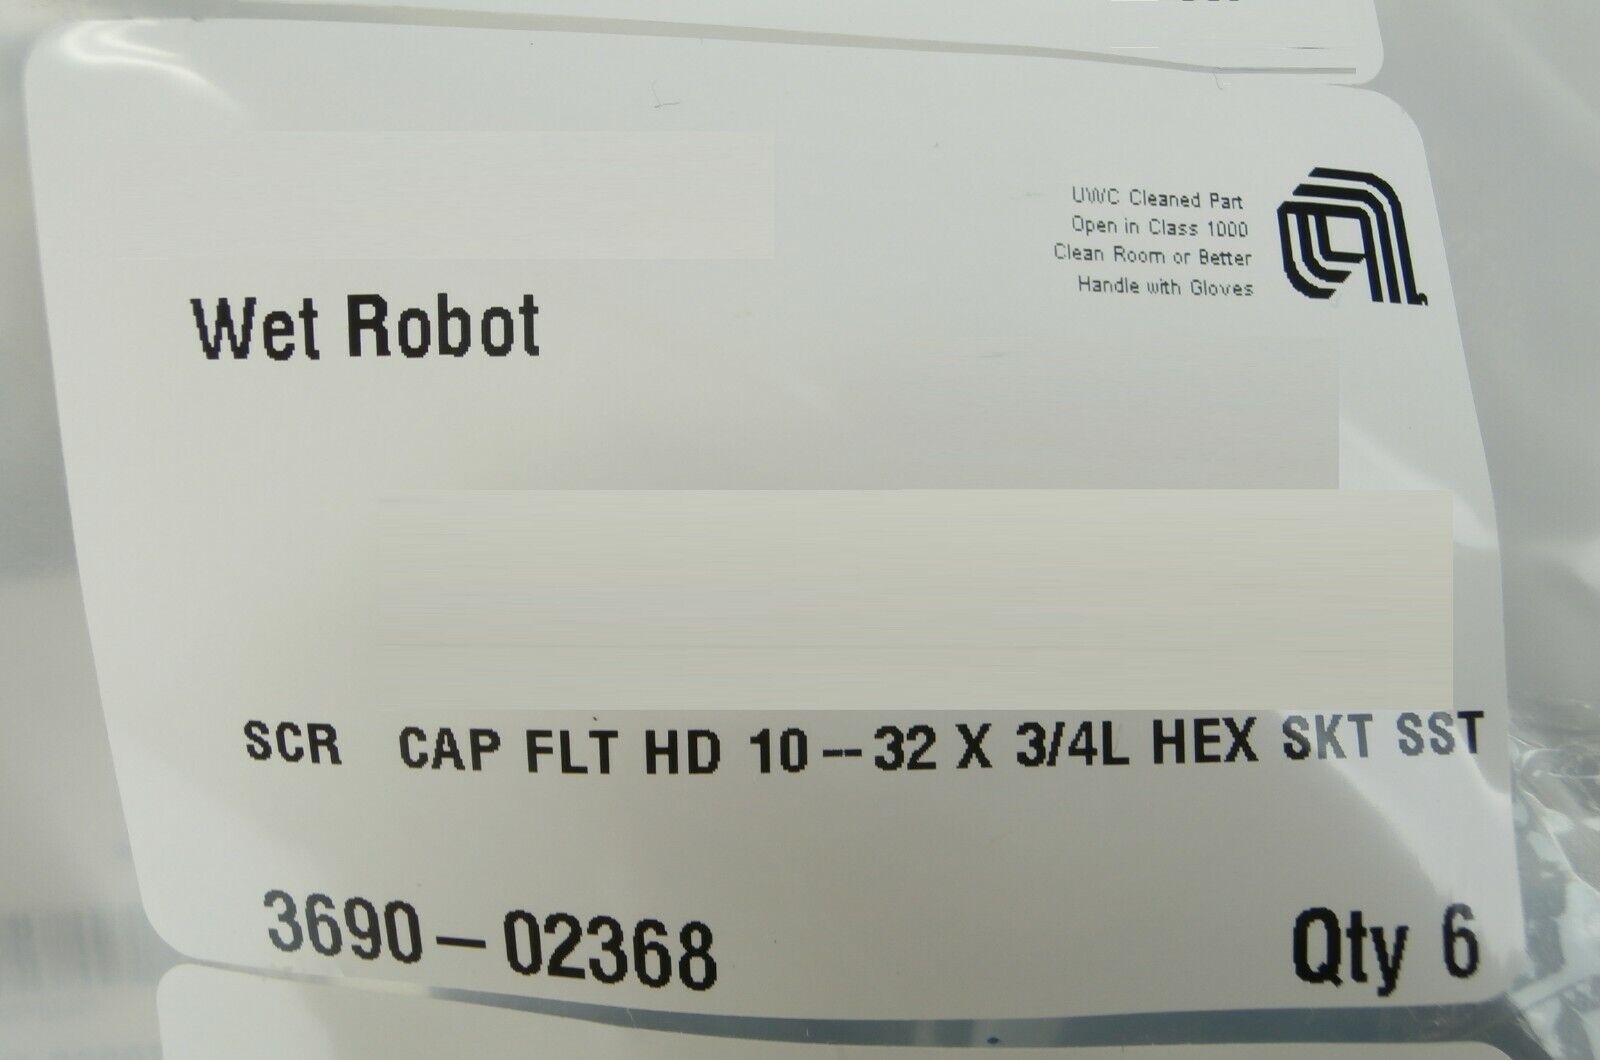 UWC Cleaned Part
Open in Class 1000
Clean Room or Better
Handle with Gloves
Wet Robot
SCR CAP FLT HD 10--32 X 3/4L HEX SKT SST
3690-02368 Qty 6